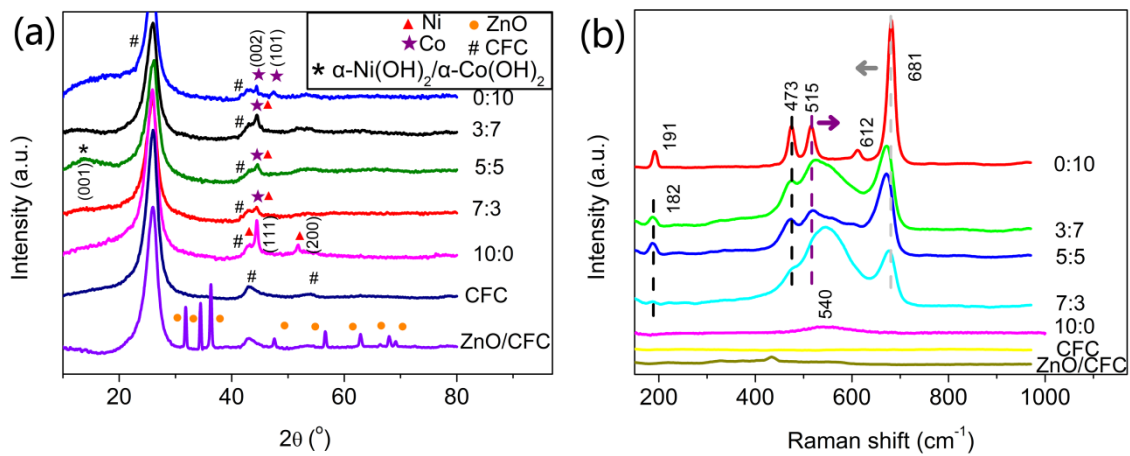 (a)
Ni ZnO
Co # CFC
* α-Ni(OH)₂/α-Co(OH)₂
#
(002)
(101)
#
0:10
#
3:7
*
(001)
#
5:5
#
7:3
#
(111)
(200)
10:0
#
#
CFC
ZnO/CFC
Intensity (a.u.)
20 40 60 80
2θ (°)
(b)
681
473
515
191
612
0:10
182
3:7
5:5
7:3
540
10:0
CFC
ZnO/CFC
Intensity (a.u.)
200 400 600 800 1000
Raman shift (cm⁻¹)